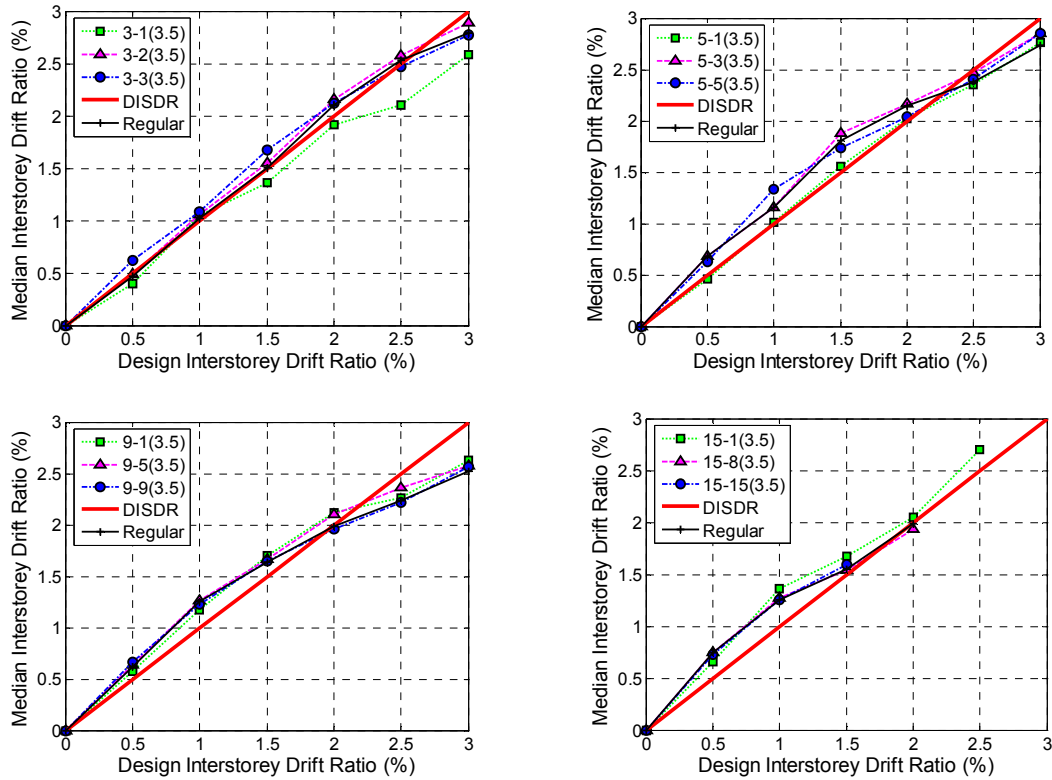 3
2.5
2
1.5
1
0.5
0
Median Interstorey Drift Ratio (%)
3-1(3.5)
3-2(3.5)
3-3(3.5)
DISDR
Regular
0 0.5 1 1.5 2 2.5 3
Design Interstorey Drift Ratio (%)
3
2.5
2
1.5
1
0.5
0
Median Interstorey Drift Ratio (%)
5-1(3.5)
5-3(3.5)
5-5(3.5)
DISDR
Regular
0 0.5 1 1.5 2 2.5 3
Design Interstorey Drift Ratio (%)
3
2.5
2
1.5
1
0.5
0
Median Interstorey Drift Ratio (%)
9-1(3.5)
9-5(3.5)
9-9(3.5)
DISDR
Regular
0 0.5 1 1.5 2 2.5 3
Design Interstorey Drift Ratio (%)
3
2.5
2
1.5
1
0.5
0
Median Interstorey Drift Ratio (%)
15-1(3.5)
15-8(3.5)
15-15(3.5)
DISDR
Regular
0 0.5 1 1.5 2 2.5 3
Design Interstorey Drift Ratio (%)